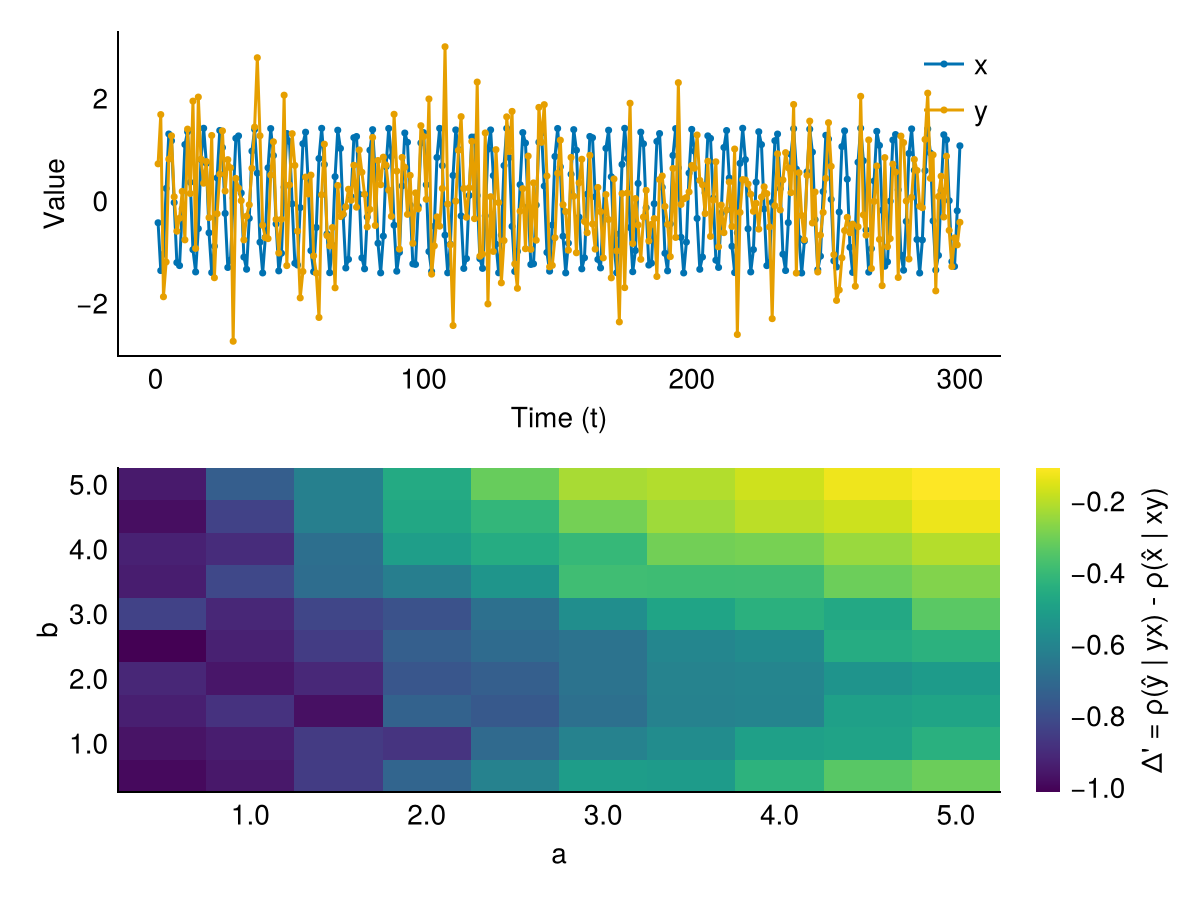 Value
2
0
−2
x
y
0 100 200 300
Time (t)
b
5.0
4.0
3.0
2.0
1.0
1.0 2.0 3.0 4.0 5.0
a
−0.2
−0.4
−0.6
−0.8
−1.0
Δ' = ρ(ŷ | yx) - ρ(x̂ | xy)